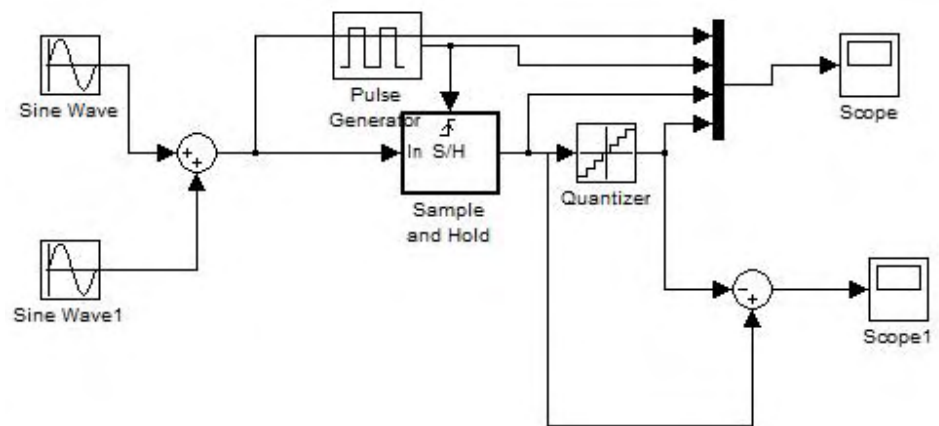 Sine Wave
Pulse
Generator
Scope
+
+
In S/H
Sample
and Hold
Quantizer
Sine Wave1
-
+
Scope1